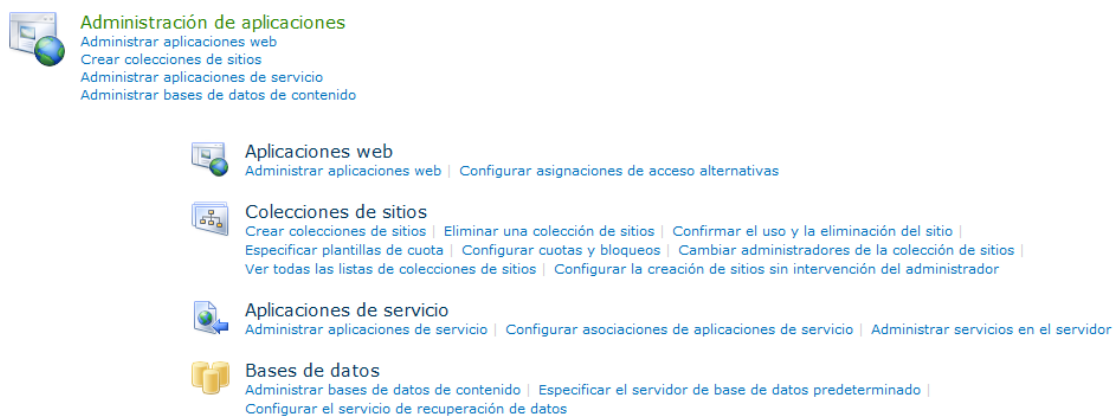 Administración de aplicaciones
Administrar aplicaciones web
Crear colecciones de sitios
Administrar aplicaciones de servicio
Administrar bases de datos de contenido
Aplicaciones web
Administrar aplicaciones web | Configurar asignaciones de acceso alternativas
Colecciones de sitios
Crear colecciones de sitios | Eliminar una colección de sitios | Confirmar el uso y la eliminación del sitio |
Especificar plantillas de cuota | Configurar cuotas y bloqueos | Cambiar administradores de la colección de sitios |
Ver todas las listas de colecciones de sitios | Configurar la creación de sitios sin intervención del administrador
Aplicaciones de servicio
Administrar aplicaciones de servicio | Configurar asociaciones de aplicaciones de servicio | Administrar servicios en el servidor
Bases de datos
Administrar bases de datos de contenido | Especificar el servidor de base de datos predeterminado |
Configurar el servicio de recuperación de datos